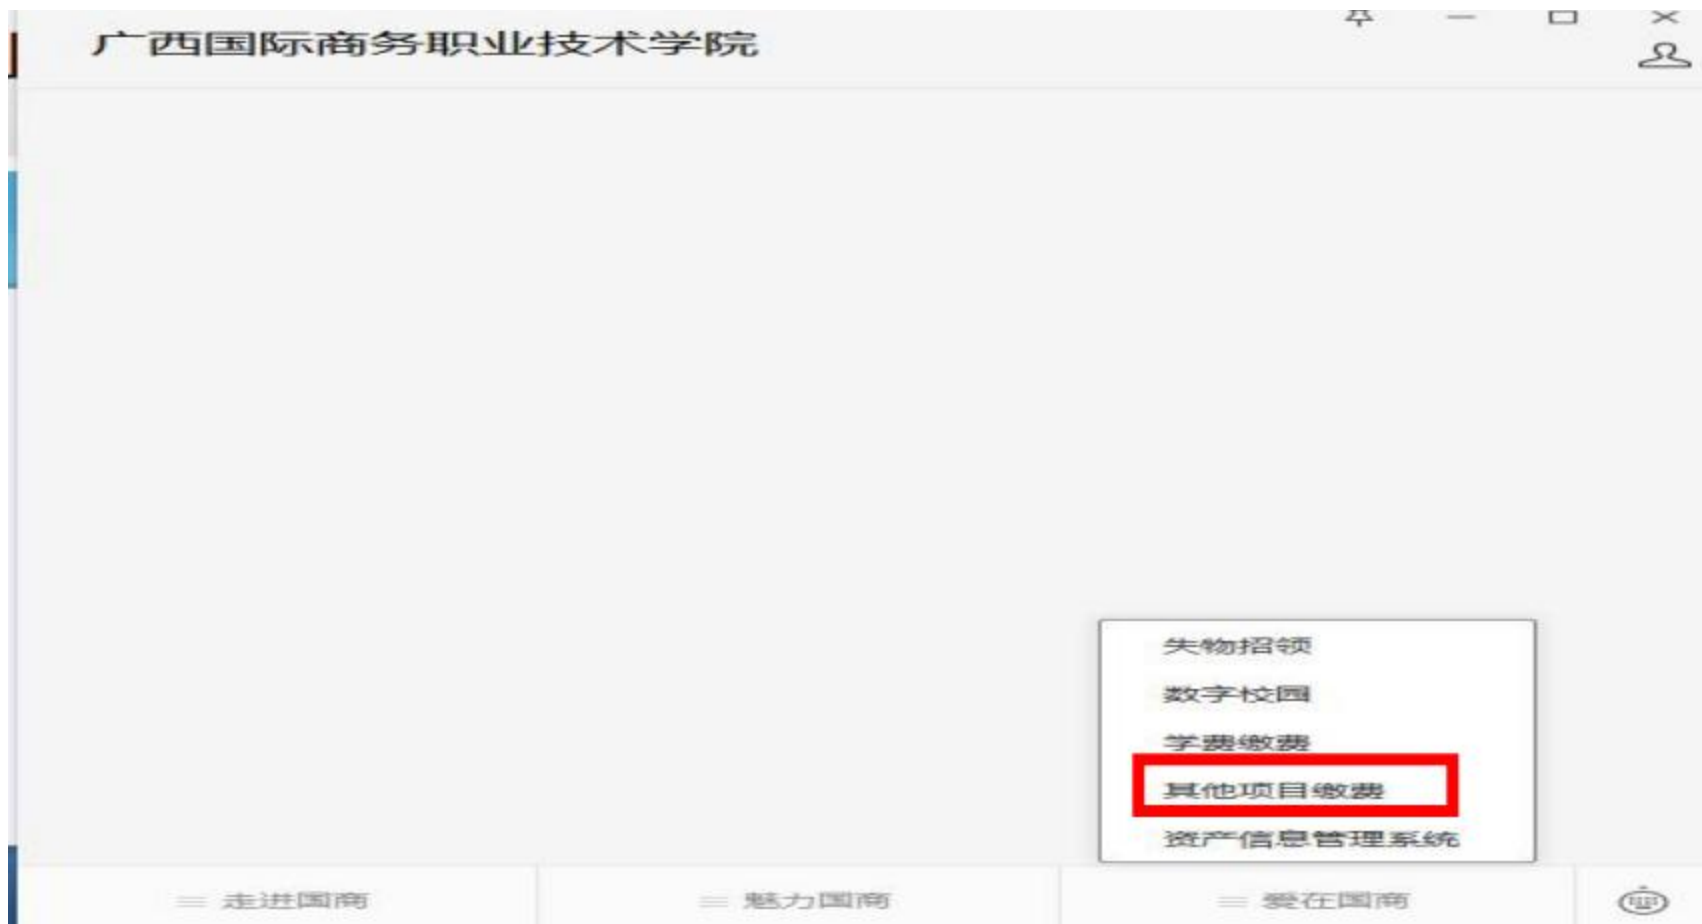 广西国际商务职业技术学院
失物招领
数字校园
学费缴费
其他项目缴费
资产信息管理系统
走进国商
魅力国商
爱在国商